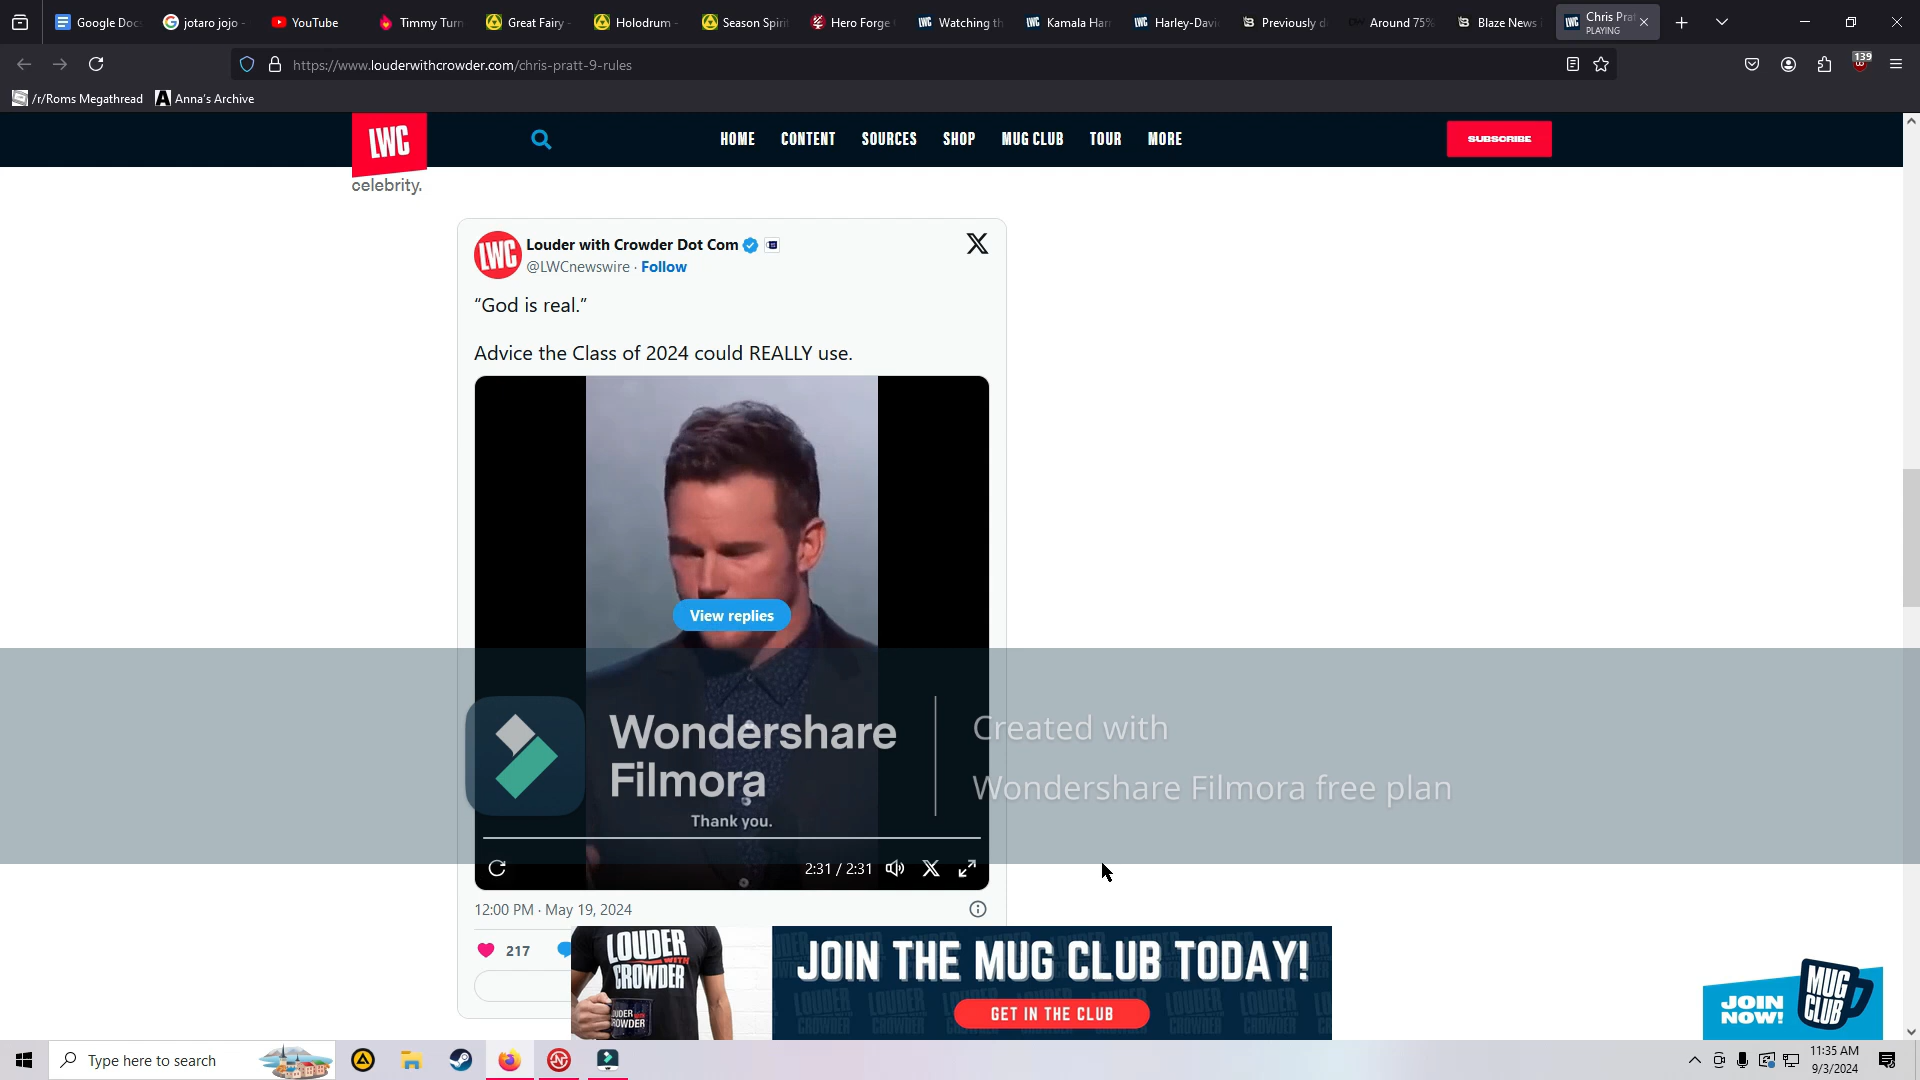 Google Doc
jotaro jojo -
YouTube
Timmy Turn
Great Fairy -
Holodrum -
Season Spiri
Hero Forge
Watching th
Kamala Har
Harley-Davi
Previously d
Around 75%
Blaze News
Chris Prat
PLAYING
https://www.louderwithcrowder.com/chris-pratt-9-rules
139
/r/Roms Megathread
Anna's Archive
LWC
HOME
CONTENT
SOURCES
SHOP
MUG CLUB
TOUR
MORE
SUBSCRIBE
celebrity.
LWC
Louder with Crowder Dot Com
@LWCnewswire · Follow
“God is real.”
Advice the Class of 2024 could REALLY use.
View replies
Wondershare
Filmora
Created with
Wondershare Filmora free plan
Thank you.
2:31 / 2:31
12:00 PM · May 19, 2024
217
LOUDER
WITH
CROWDER
JOIN THE MUG CLUB TODAY!
GET IN THE CLUB
JOIN
NOW!
MUG
CLUB
Type here to search
11:35 AM
9/3/2024